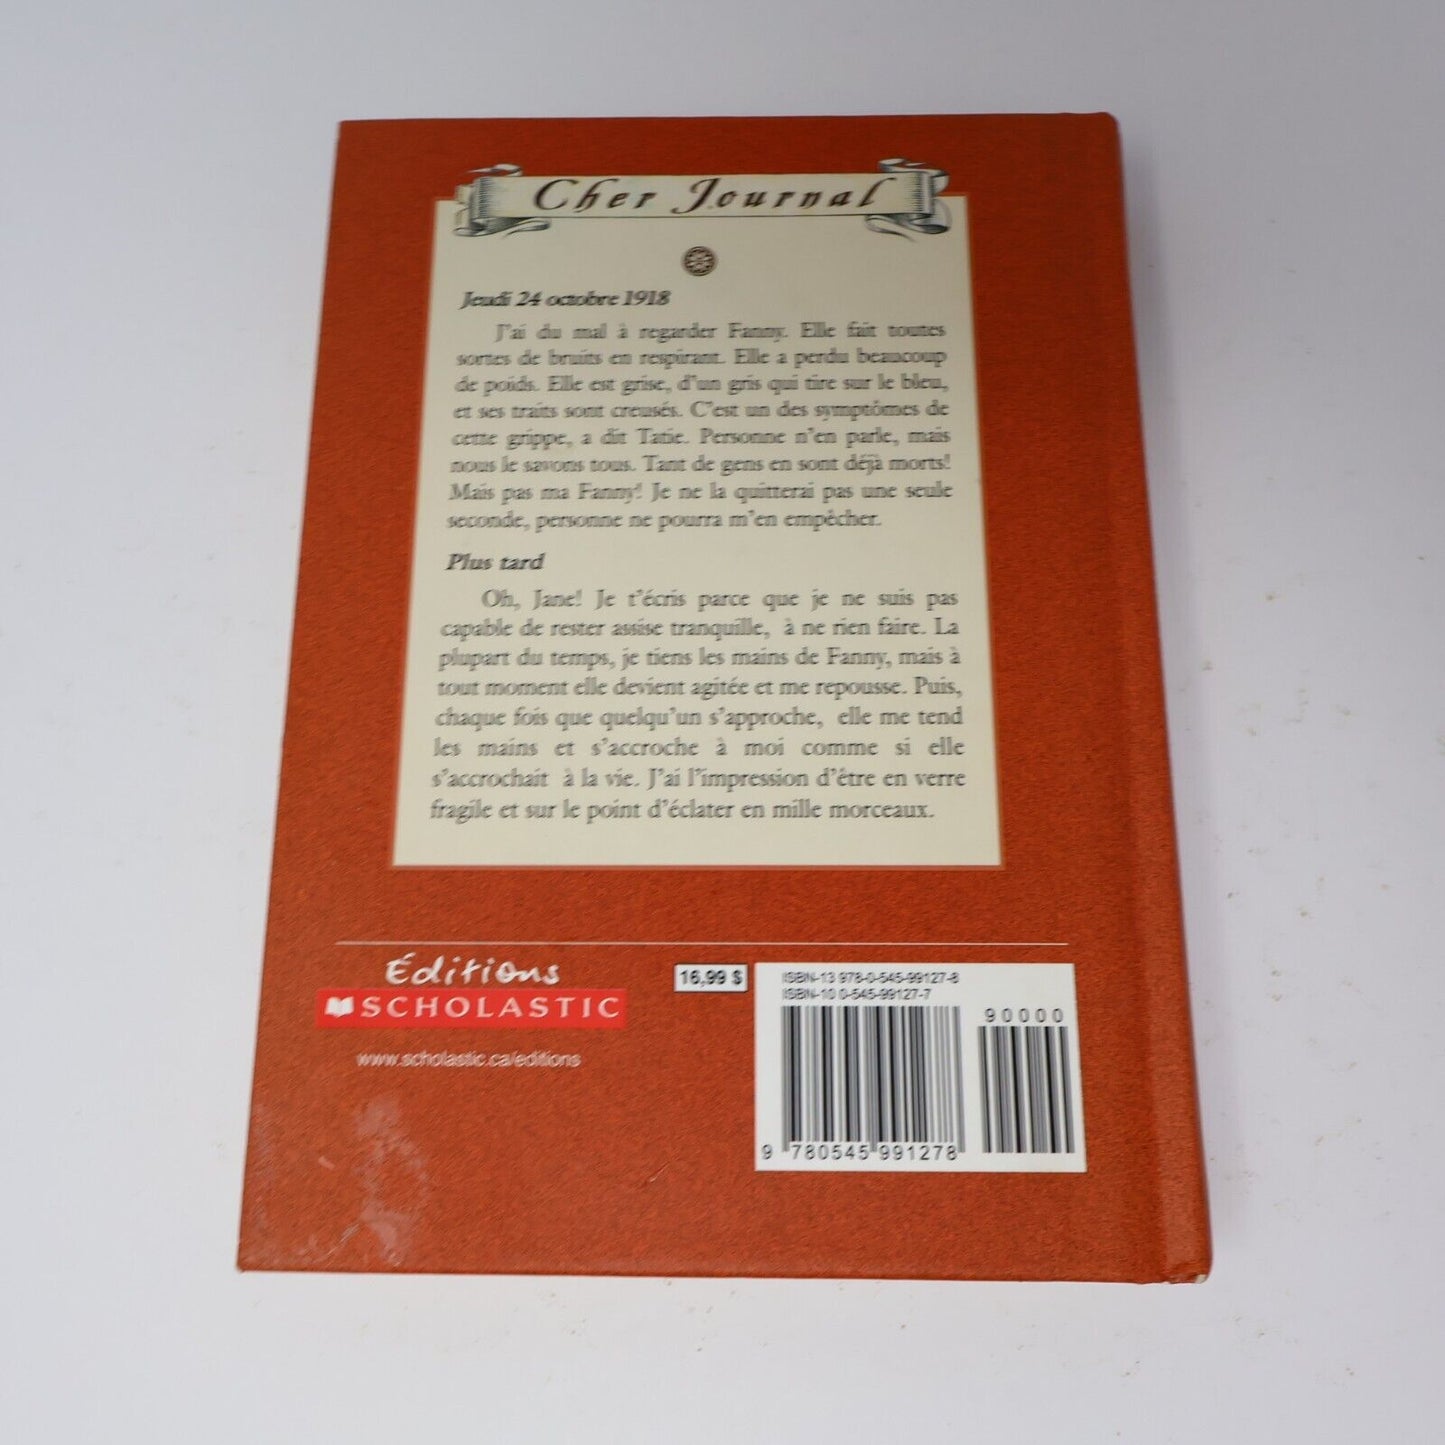 Cher Journal
Jeudi 24 octobre 1918
J'ai du mal à regarder Fanny. Elle fait toutes
sortes de bruits en respirant. Elle a perdu beaucoup
de poids. Elle est grise, d'un gris qui tire sur le bleu,
et ses traits sont creusés. C'est un des symptômes de
cette grippe, a dit Tatie. Personne n'en parle, mais
nous le savons tous. Tant de gens en sont déjà morts!
Mais pas ma Fanny! Je ne la quitterai pas une seule
seconde, personne ne pourra m'en empêcher.
Plus tard
Oh, Jane! Je t'écris parce que je ne suis pas
capable de rester assise tranquille, à ne rien faire. La
plupart du temps, je tiens les mains de Fanny, mais à
tout moment elle devient agitée et me repousse. Puis,
chaque fois que quelqu'un s'approche, elle me tend
les mains et s'accroche à moi comme si elle
s'accrochait à la vie. J'ai l'impression d'être en verre
fragile et sur le point d'éclater en mille morceaux.
Éditions
SCHOLASTIC
www.scholastic.ca/editions
16,99 $
ISBN-13 978-0-545-99127-8
ISBN-10 0-545-99127-7
90000
9 780545 991278